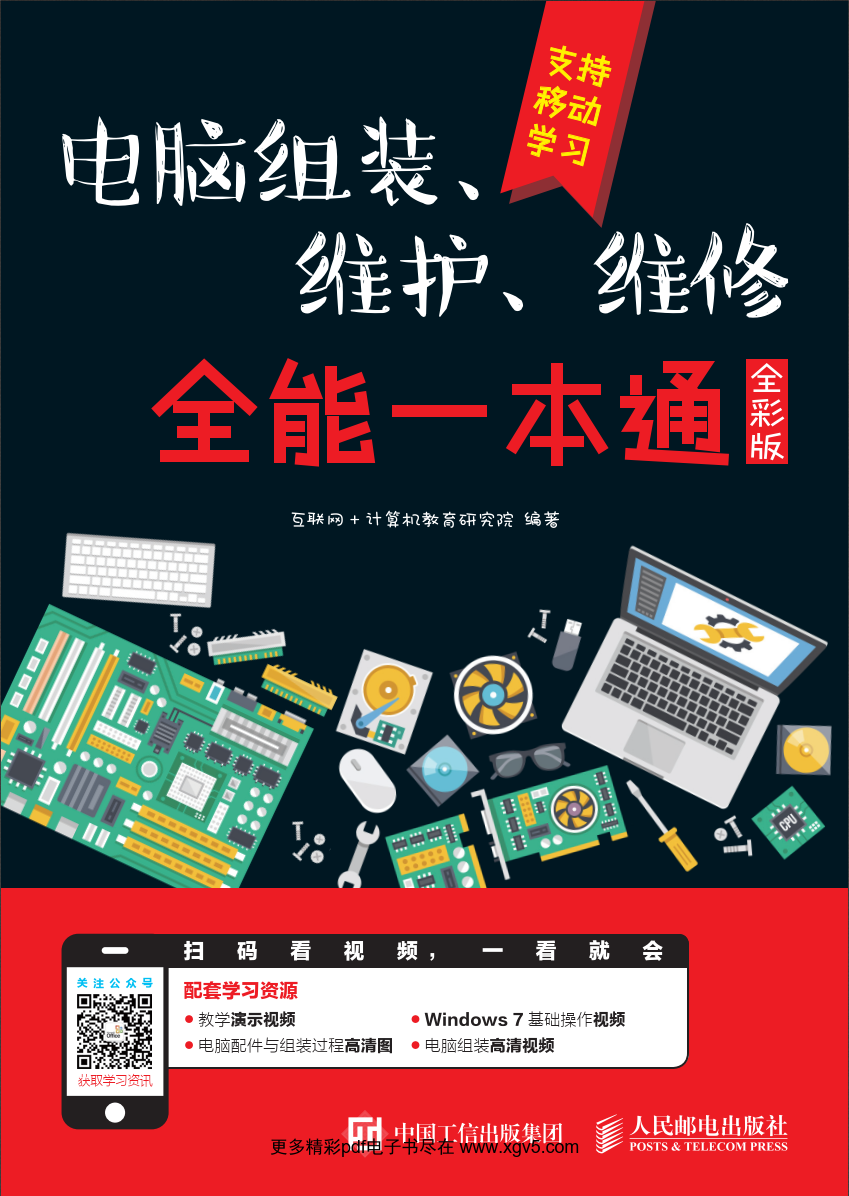 支持
移动
学习
电脑组装、
维护、维修
全能一本通
全彩版
互联网+计算机教育研究院 编著
CPU
扫码看视频，一看就会
关注公众号
Office
获取学习资讯
配套学习资源
● 教学演示视频
● Windows 7 基础操作视频
● 电脑配件与组装过程高清图
● 电脑组装高清视频
中国工信出版集团
人民邮电出版社
POSTS & TELECOM PRESS
更多精彩pdf电子书尽在 www.xgv5.com